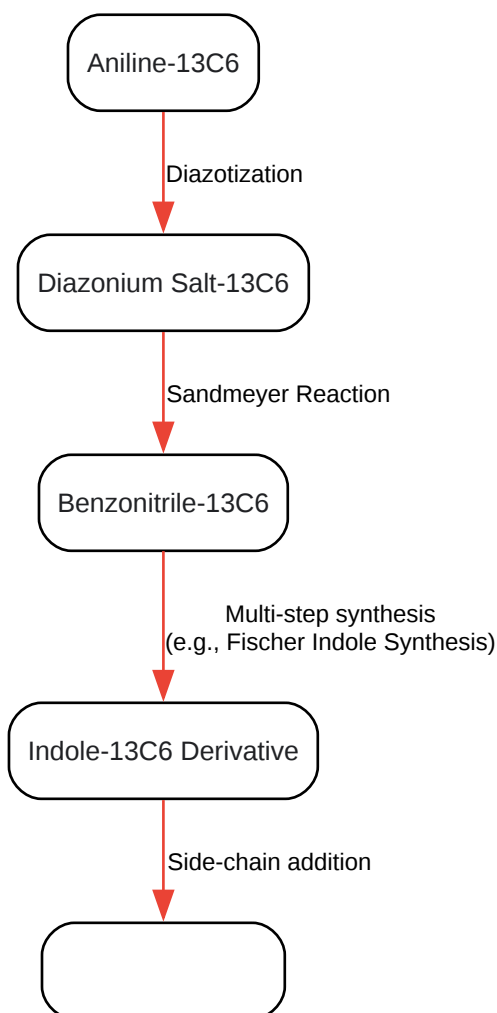 Aniline-13C6
Diazotization
Diazonium Salt-13C6
Sandmeyer Reaction
Benzonitrile-13C6
Multi-step synthesis
(e.g., Fischer Indole Synthesis)
Indole-13C6 Derivative
Side-chain addition